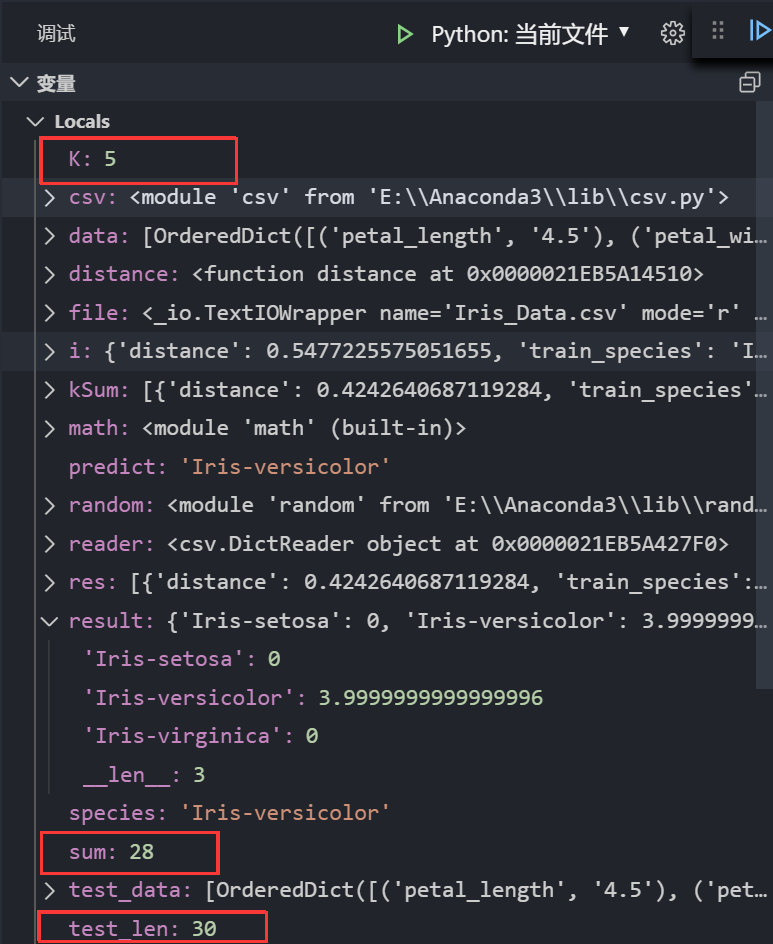 调试
Python: 当前文件
变量
Locals
K: 5
csv: <module 'csv' from 'E:\\Anaconda3\\lib\\csv.py'>
data: [OrderedDict([('petal_length', '4.5'), ('petal_wi…
distance: <function distance at 0x0000021EB5A14510>
file: <_io.TextIOWrapper name='Iris_Data.csv' mode='r' …
i: {'distance': 0.5477225575051655, 'train_species': 'I…
kSum: [{'distance': 0.4242640687119284, 'train_species'…
math: <module 'math' (built-in)>
predict: 'Iris-versicolor'
random: <module 'random' from 'E:\\Anaconda3\\lib\\rand…
reader: <csv.DictReader object at 0x0000021EB5A427F0>
res: [{'distance': 0.4242640687119284, 'train_species':…
result: {'Iris-setosa': 0, 'Iris-versicolor': 3.9999999…
'Iris-setosa': 0
'Iris-versicolor': 3.9999999999999996
'Iris-virginica': 0
__len__: 3
species: 'Iris-versicolor'
sum: 28
test_data: [OrderedDict([('petal_length', '4.5'), ('pet…
test_len: 30